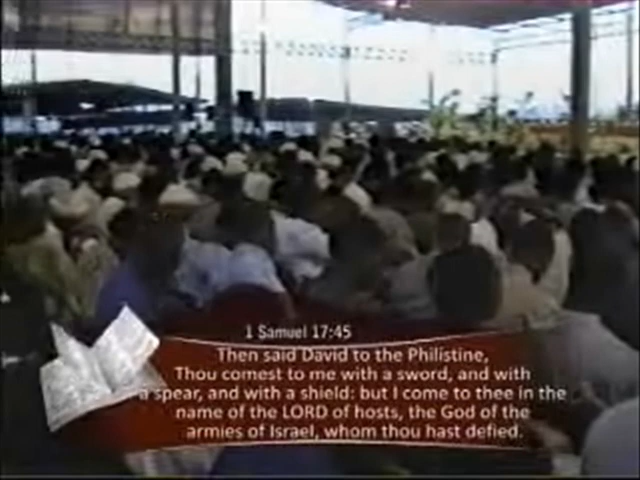 1 Samuel 17:45
Then said David to the Philistine,
Thou comest to me with a sword, and with
a spear, and with a shield: but I come to thee in the
name of the LORD of hosts, the God of the
armies of Israel, whom thou hast defied.